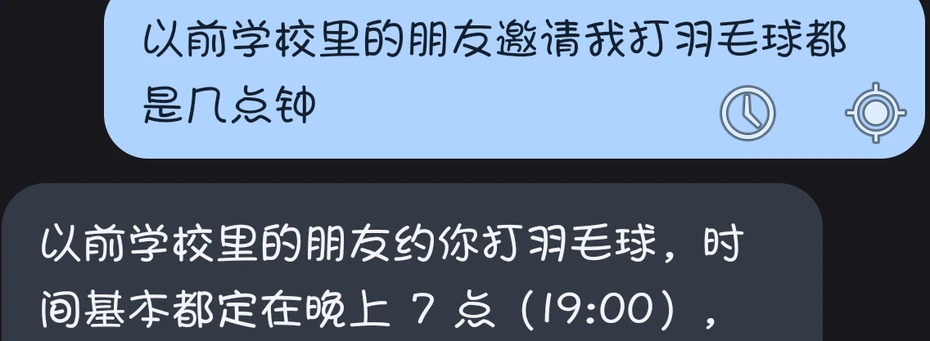 以前学校里的朋友邀请我打羽毛球都
是几点钟
以前学校里的朋友约你打羽毛球，时
间基本都定在晚上 7 点（19:00），